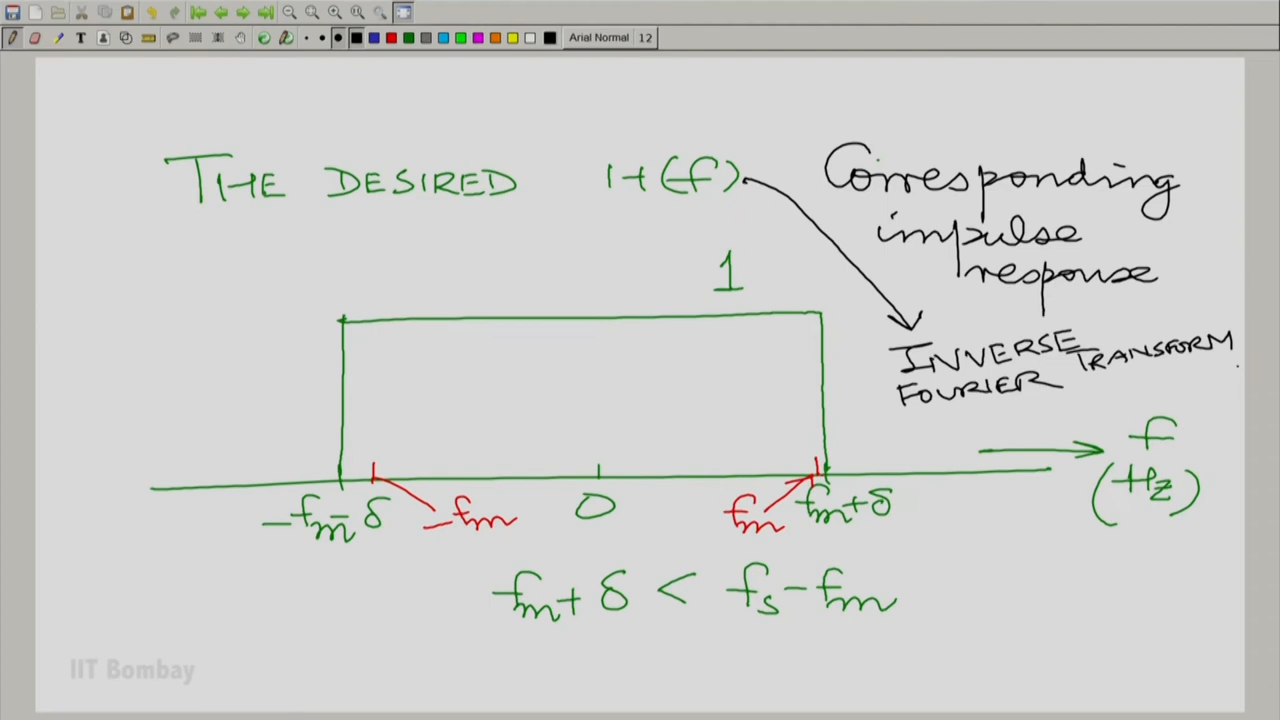 Arial Normal 12
THE DESIRED H(f)
Corresponding
impulse
response
1
INVERSE
FOURIER TRANSFORM.
f
(Hz)
-fm-δ -fm 0 fm fm+δ
fm+δ < fs-fm
IIT Bombay